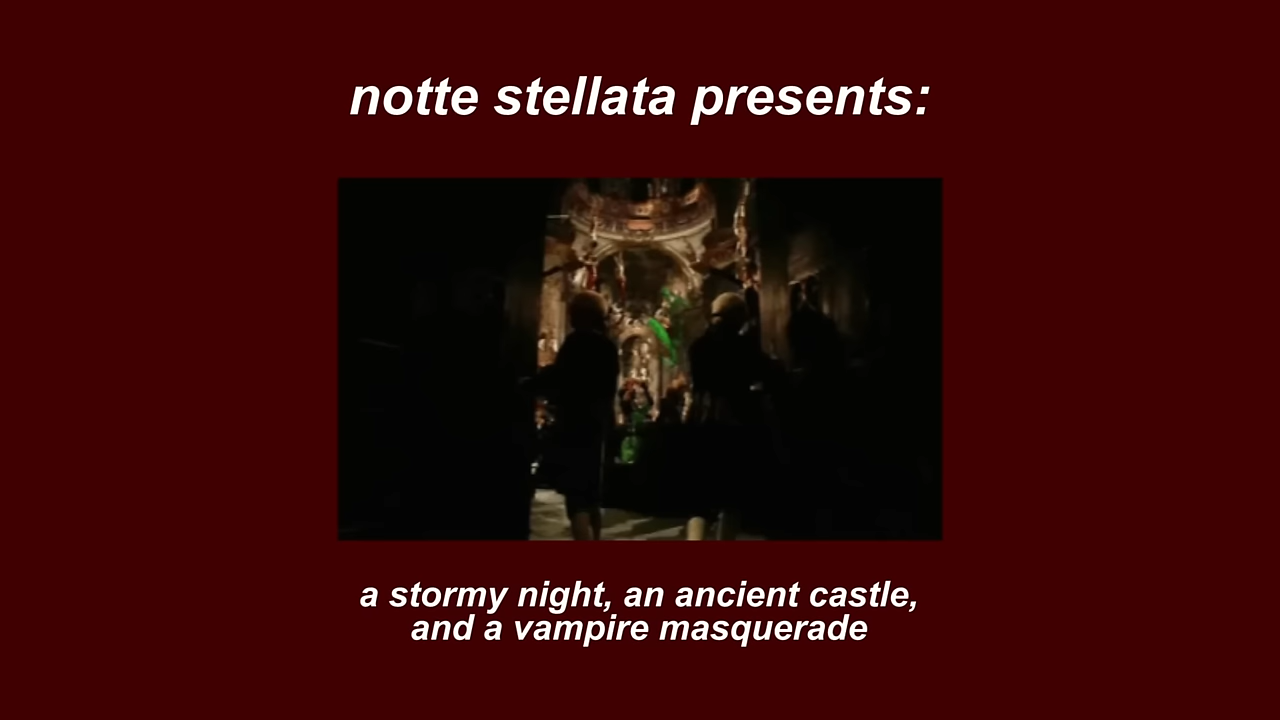 notte stellata presents:
a stormy night, an ancient castle,
and a vampire masquerade